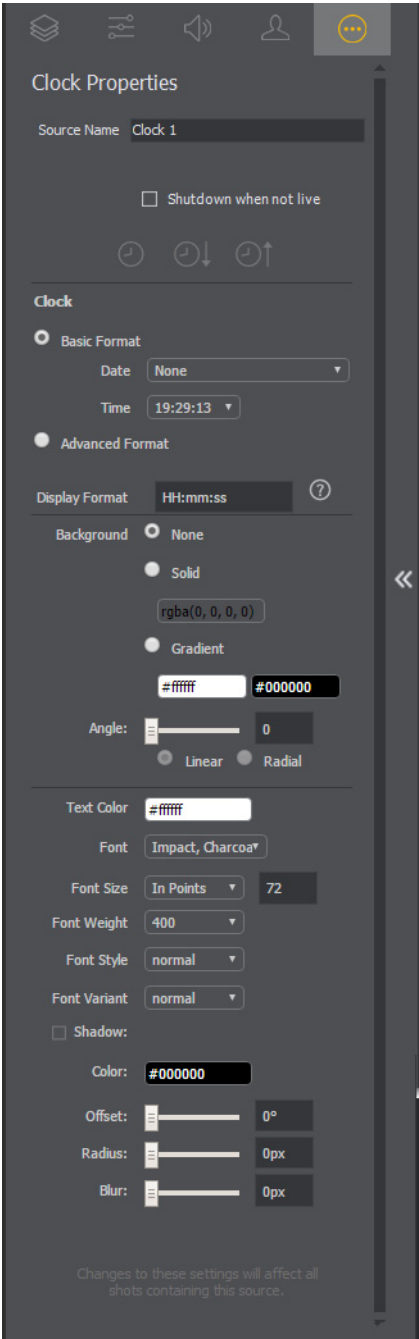 Clock Properties
Source Name Clock 1
Shutdown when not live
Clock
Basic Format
Date None
Time 19:29:13
Advanced Format
Display Format HH:mm:ss ?
Background None
Solid
rgba(0, 0, 0, 0)
Gradient
#ffffff #000000
Angle: 0
Linear Radial
Text Color #ffffff
Font Impact, Charcoa
Font Size In Points 72
Font Weight 400
Font Style normal
Font Variant normal
Shadow:
Color: #000000
Offset: 0°
Radius: 0px
Blur: 0px
Changes to these settings will affect all
shots containing this source.